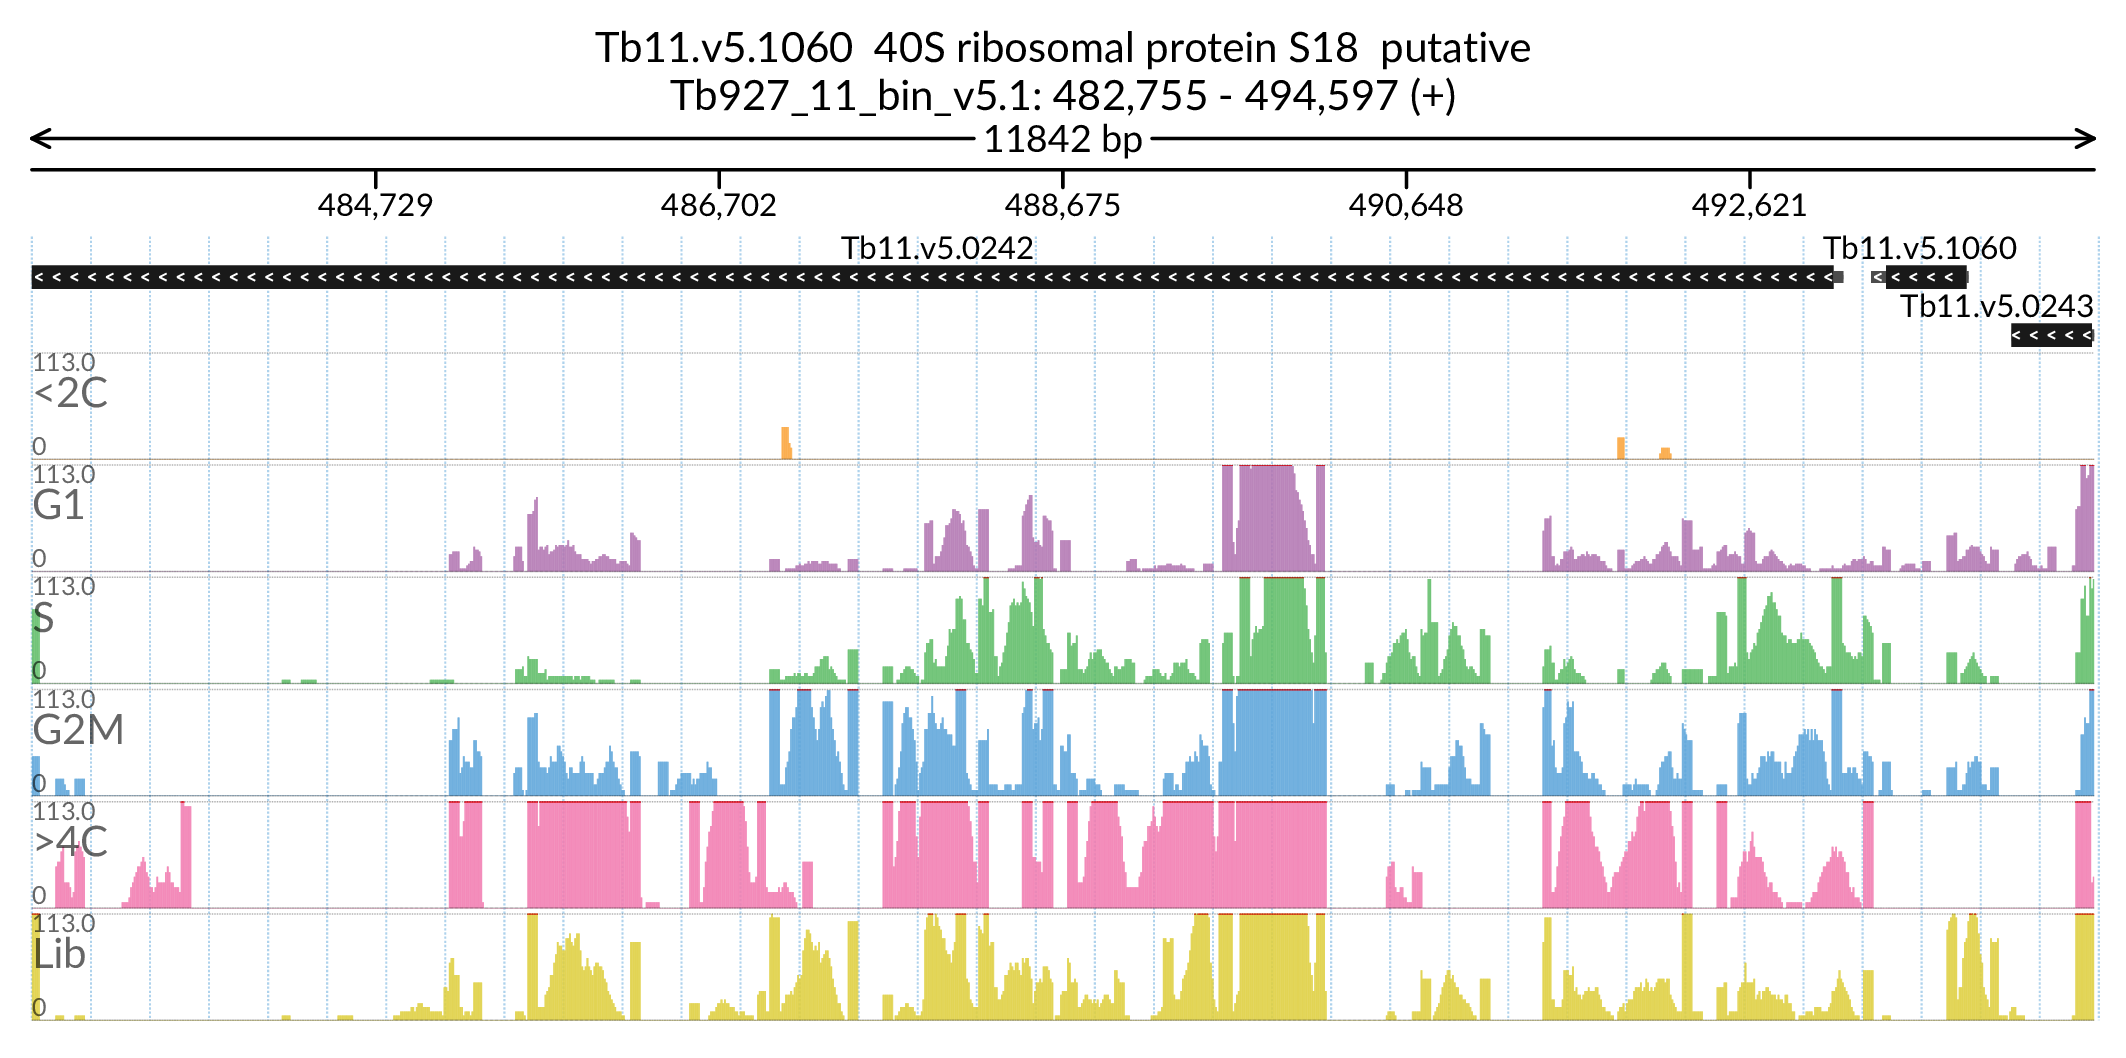 Tb11.v5.1060  40S ribosomal protein S18  putative
Tb927_11_bin_v5.1: 482,755 - 494,597 (+)
11842 bp
484,729 486,702 488,675 490,648 492,621
Tb11.v5.0242 Tb11.v5.1060
Tb11.v5.0243
113.0
<2C
0
113.0
G1
0
113.0
S
0
113.0
G2M
0
113.0
>4C
0
113.0
Lib
0